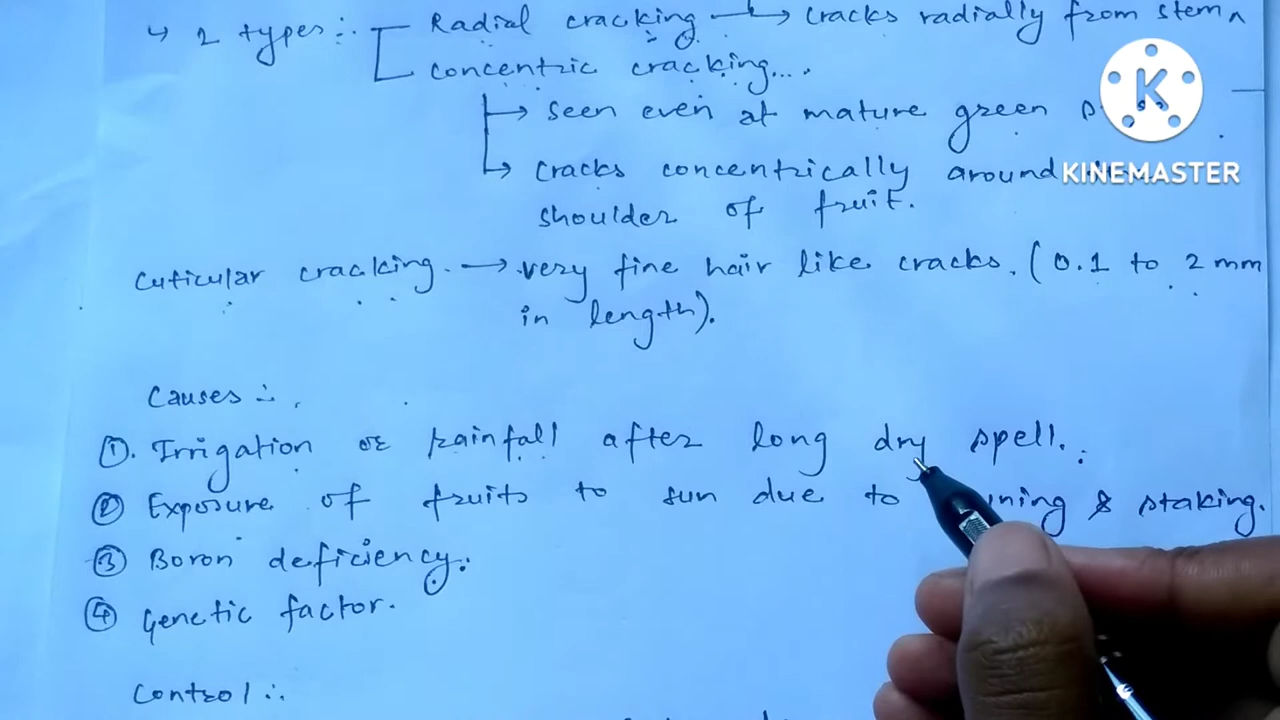 ↳ 2 types :- Radial cracking → cracks radially from stem
concentric cracking....
→ seen even at mature green
K
→ cracks concentrically around
KINEMASTER
shoulder of fruit.
Cuticular cracking. → very fine hair like cracks. (0.1 to 2 mm
in length).
Causes :-
①. Irrigation or rainfall after long dry spell.
② Exposure of fruits to sun due to & staking.
③ Boron deficiency.
④ Genetic factor.
Control :-